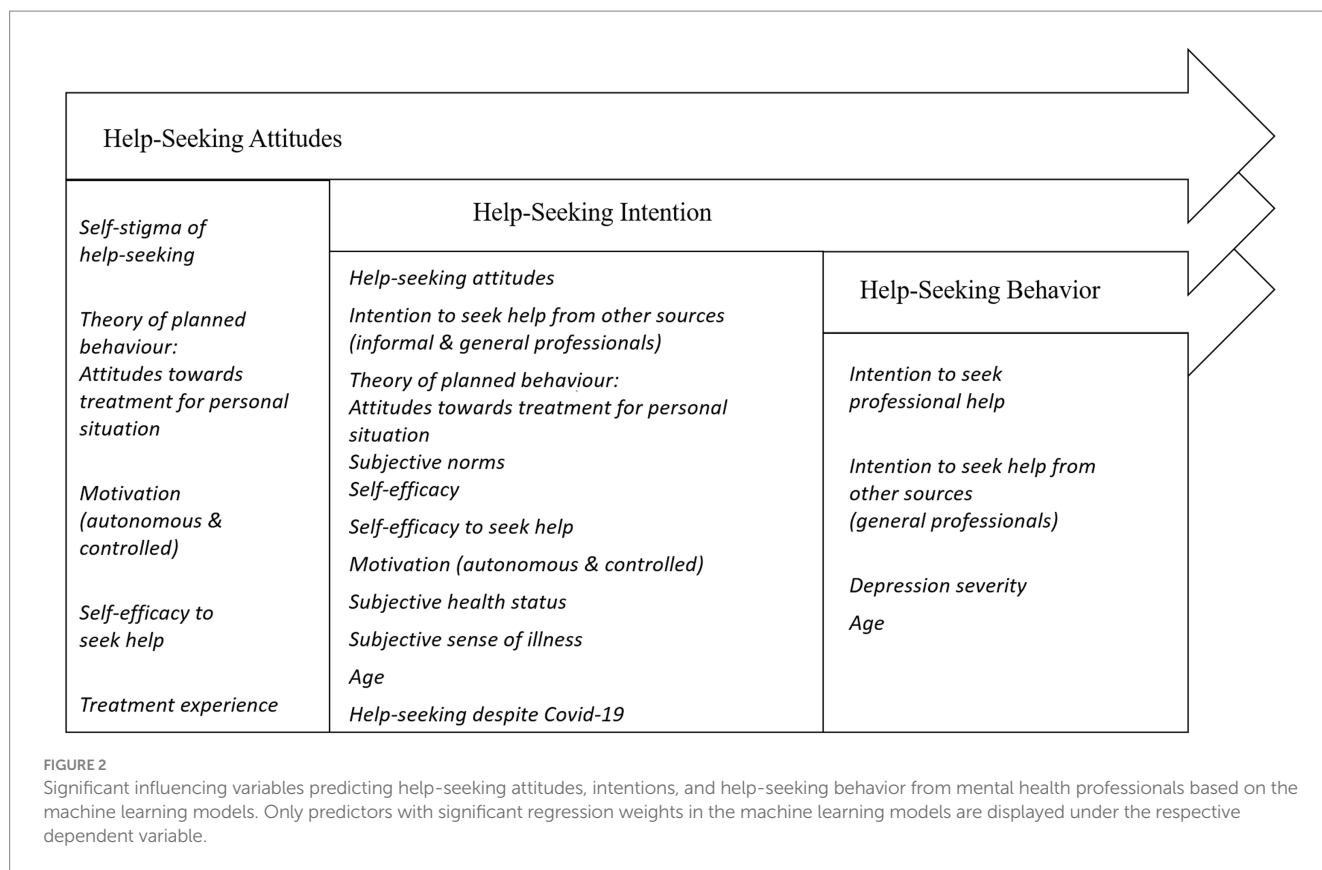 Help-Seeking Attitudes
Self-stigma of
help-seeking
Theory of planned
behaviour:
Attitudes towards
treatment for personal
situation
Motivation
(autonomous &
controlled)
Self-efficacy to
seek help
Treatment experience
Help-Seeking Intention
Help-seeking attitudes
Intention to seek help from other sources
(informal & general professionals)
Theory of planned behaviour:
Attitudes towards treatment for personal
situation
Subjective norms
Self-efficacy
Self-efficacy to seek help
Motivation (autonomous & controlled)
Subjective health status
Subjective sense of illness
Age
Help-seeking despite Covid-19
Help-Seeking Behavior
Intention to seek
professional help
Intention to seek help from
other sources
(general professionals)
Depression severity
Age
FIGURE 2
Significant influencing variables predicting help-seeking attitudes, intentions, and help-seeking behavior from mental health professionals based on the
machine learning models. Only predictors with significant regression weights in the machine learning models are displayed under the respective
dependent variable.